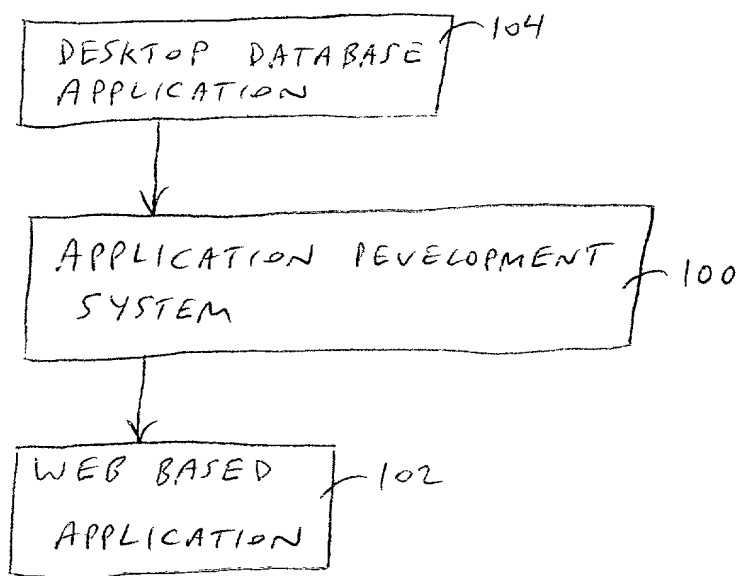 DESKTOP DATABASE
APPLICATION
104
APPLICATION DEVELOPMENT
SYSTEM
100
WEB BASED
APPLICATION
102